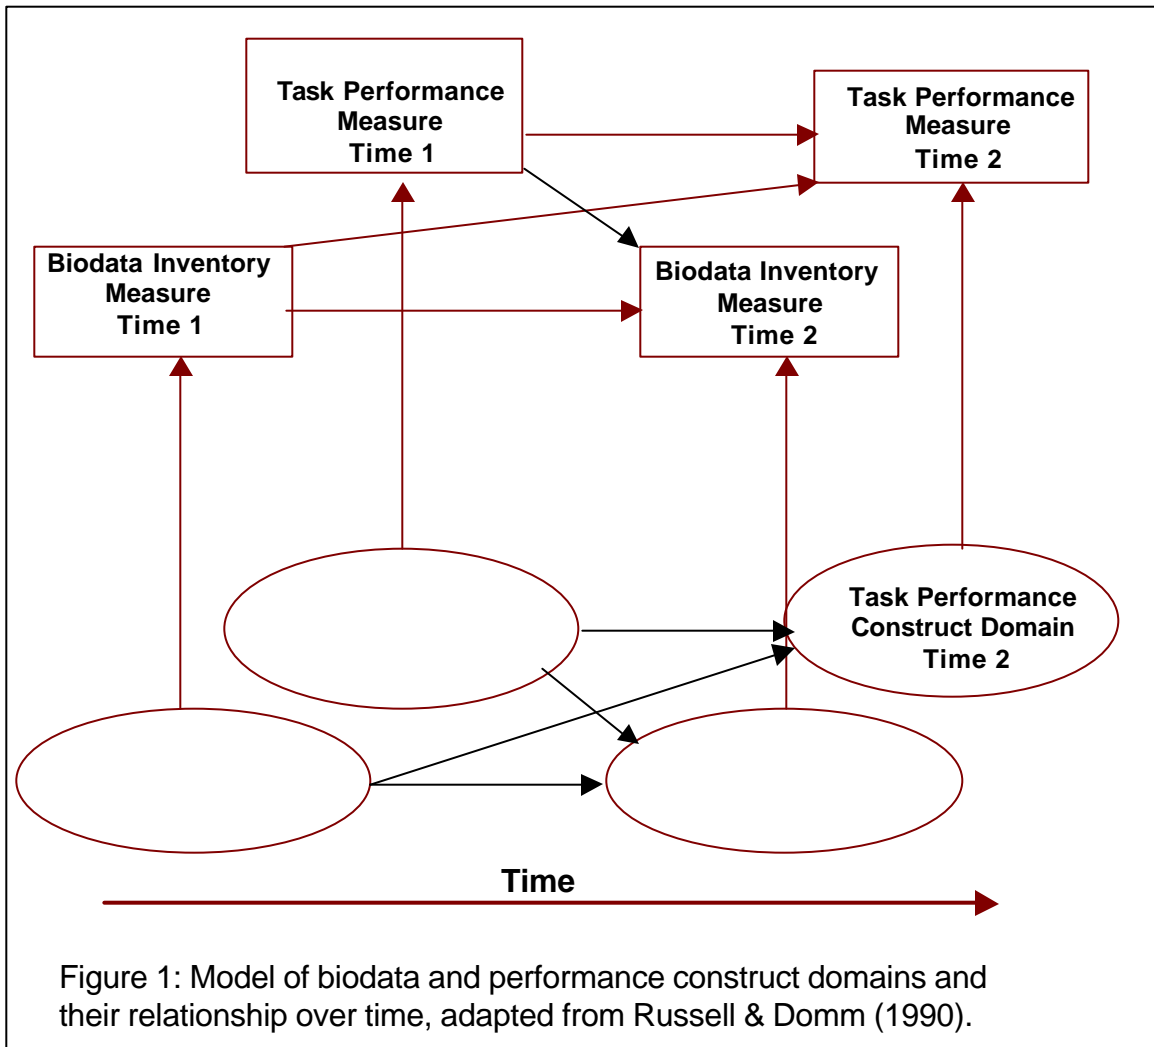 Task Performance
Measure
Time 1
Task Performance
Measure
Time 2
Biodata Inventory
Measure
Time 1
Biodata Inventory
Measure
Time 2
Task Performance
Construct Domain
Time 2
Time
Figure 1: Model of biodata and performance construct domains and
their relationship over time, adapted from Russell & Domm (1990).